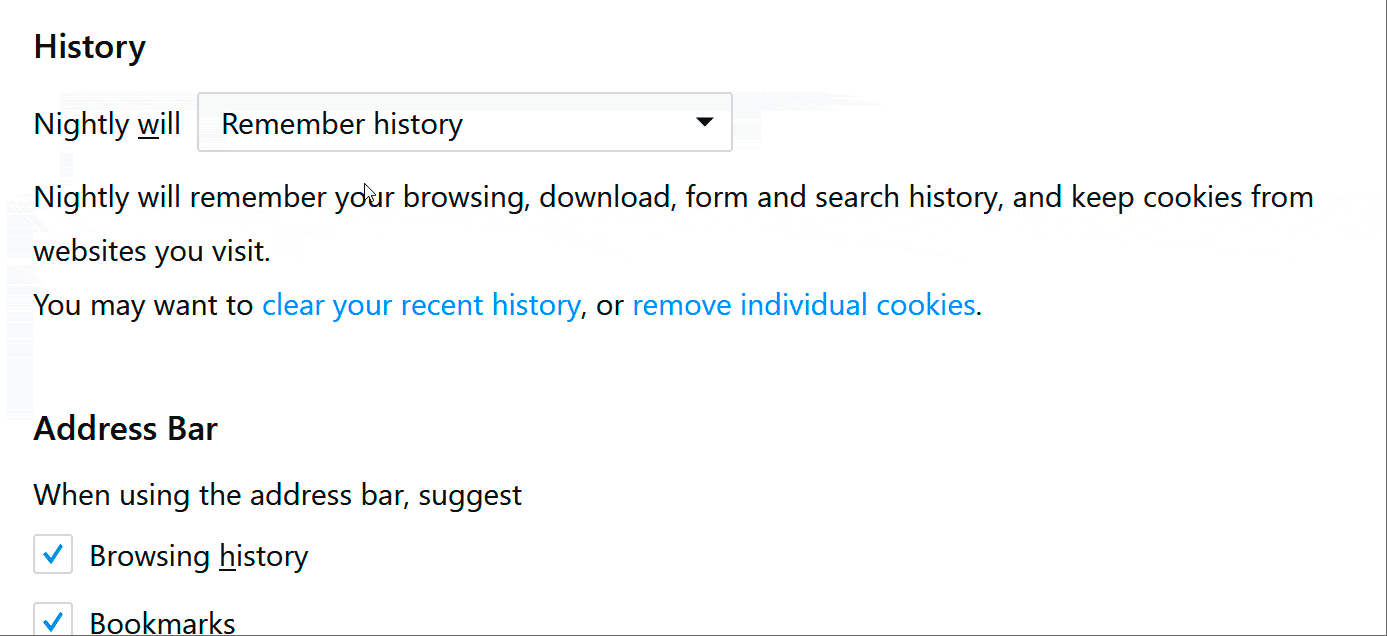 History
Nightly will Remember history
Nightly will remember your browsing, download, form and search history, and keep cookies from
websites you visit.
You may want to clear your recent history, or remove individual cookies.
Address Bar
When using the address bar, suggest
Browsing history
Bookmarks